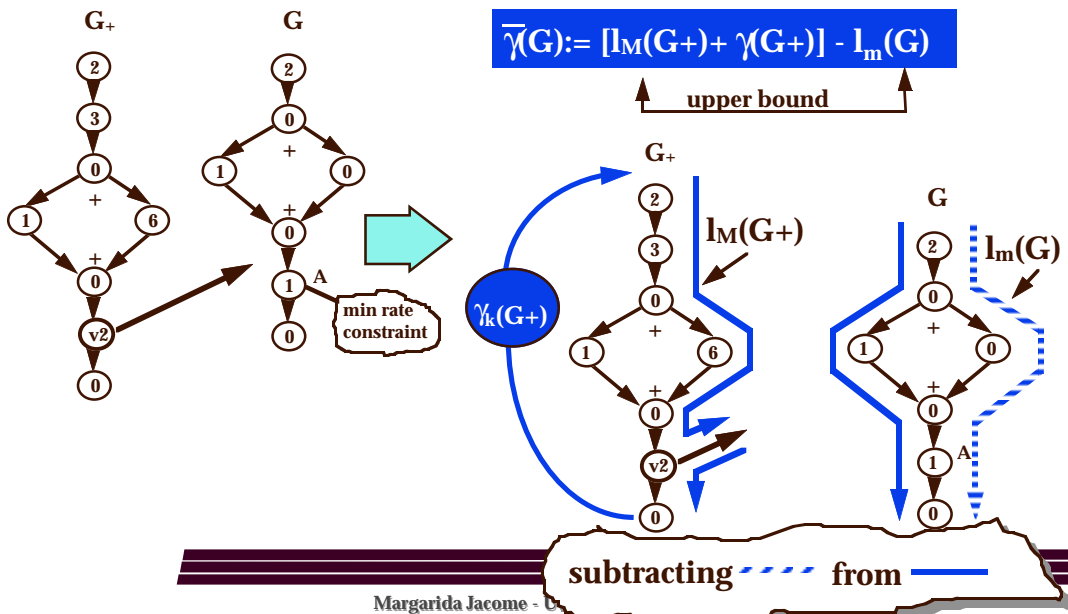 G+
G
γ̅(G):= [lM(G+)+ γ(G+)] - lm(G)
upper bound
2
3
0
+
1
6
+
0
v2
0
2
0
+
1
0
+
0
1
A
0
min rate
constraint
G+
2
3
0
+
1
6
+
0
v2
0
γk(G+)
lM(G+)
G
2
0
+
1
0
+
0
1
A
0
lm(G)
subtracting
from
Margarida Jacome - U